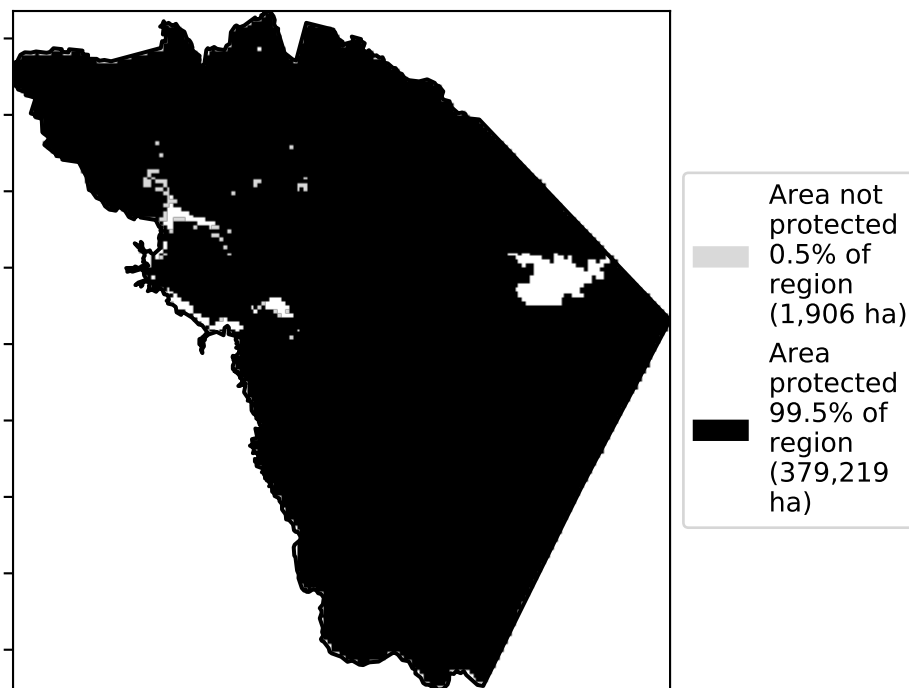 Area not
protected
0.5% of
region
(1,906 ha)
Area
protected
99.5% of
region
(379,219
ha)